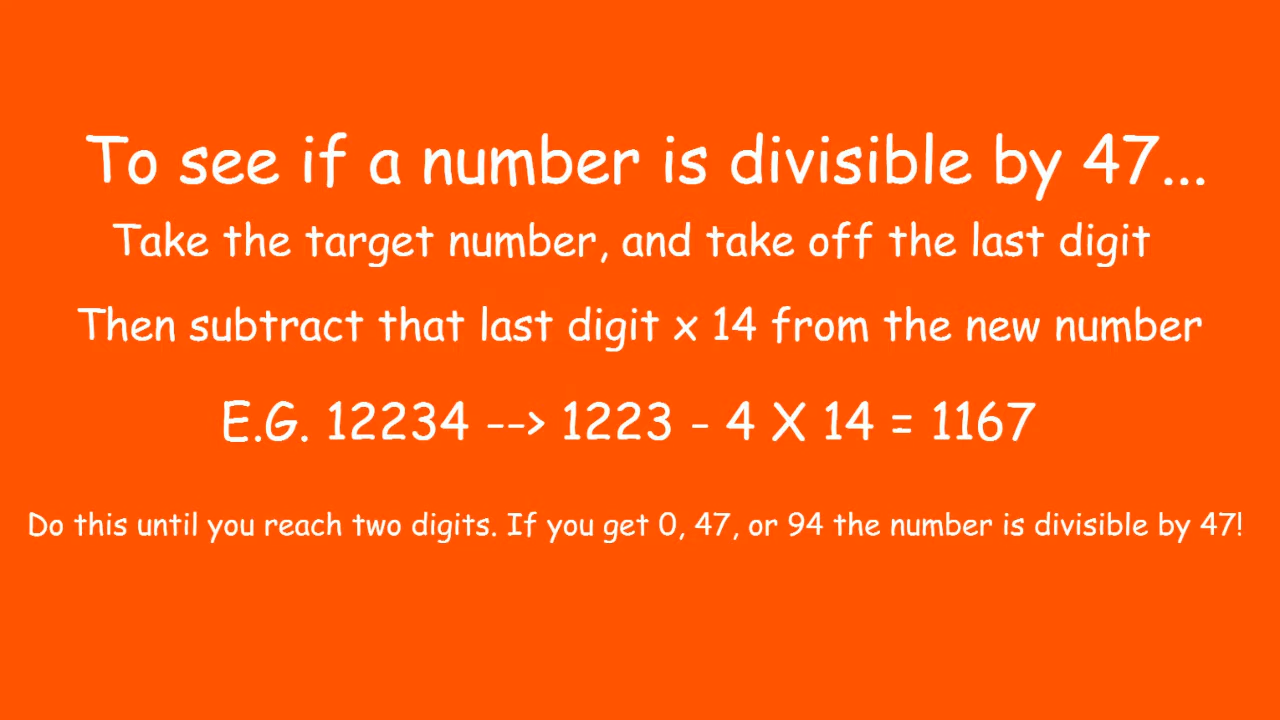 To see if a number is divisible by 47...
Take the target number, and take off the last digit
Then subtract that last digit x 14 from the new number
E.G. 12234 --> 1223 - 4 X 14 = 1167
Do this until you reach two digits. If you get 0, 47, or 94 the number is divisible by 47!